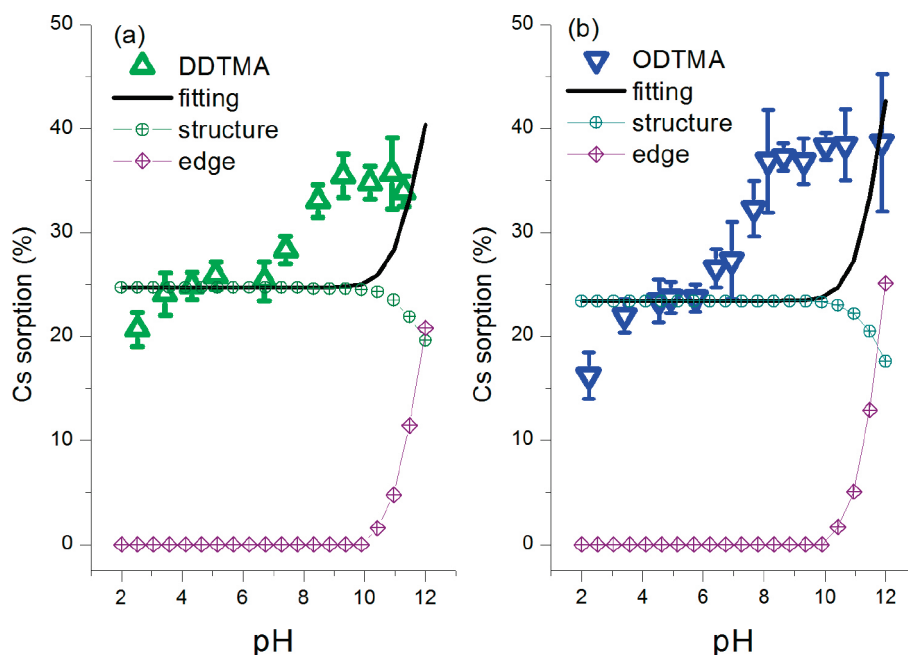 (a)
DDTMA
fitting
structure
edge
Cs sorption (%)
50
40
30
20
10
0
2 4 6 8 10 12
pH
(b)
ODTMA
fitting
structure
edge
Cs sorption (%)
50
40
30
20
10
0
2 4 6 8 10 12
pH